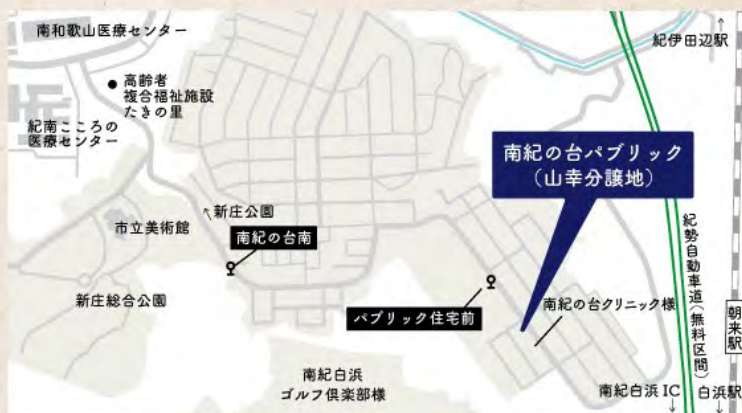 南和歌山医療センター
高齢者
複合福祉施設
たきの里
紀南こころの
医療センター
紀伊田辺駅
南紀の台パブリック
(山幸分譲地)
新庄公園
市立美術館
南紀の台南
新庄総合公園
パブリック住宅前
南紀の台クリニック様
紀勢自動車道(無料区間)
朝来駅
南紀白浜
ゴルフ倶楽部様
南紀白浜IC
白浜駅